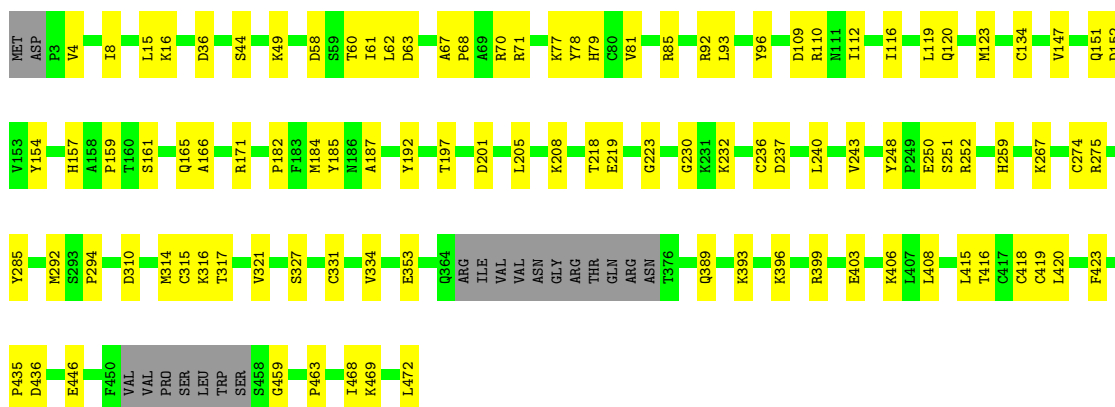 MET ASP P3 V4 I8 L15 K16 D36 S44 K49 D58 S59 T60 I61 L62 D63 A67 P68 A69 R70 R71 K77 Y78 H79 C80 V81 R85 R92 L93 Y96 D109 R110 N111 I112 I116 L119 Q120 M123 C134 V147 Q151 D152
V153 Y154 H157 A158 P159 T160 S161 Q165 A166 R171 P182 F183 M184 Y185 N186 A187 Y192 T197 D201 L205 K208 T218 E219 G223 G230 K231 K232 C236 D237 L240 V243 Y248 P249 E250 S251 R252 H259 K267 C274 R275
Y285 M292 S293 P294 D310 M314 C315 K316 T317 V321 S327 C331 V334 E353 Q364 ARG ILE VAL VAL ASN GLY ARG THR GLN ARG ASN T376 Q389 K393 K396 R399 E403 K406 L407 L408 L415 T416 C417 C418 C419 L420 F423
P435 D436 E446 F450 VAL VAL PRO SER LEU TRP SER S458 G459 P463 I468 K469 L472